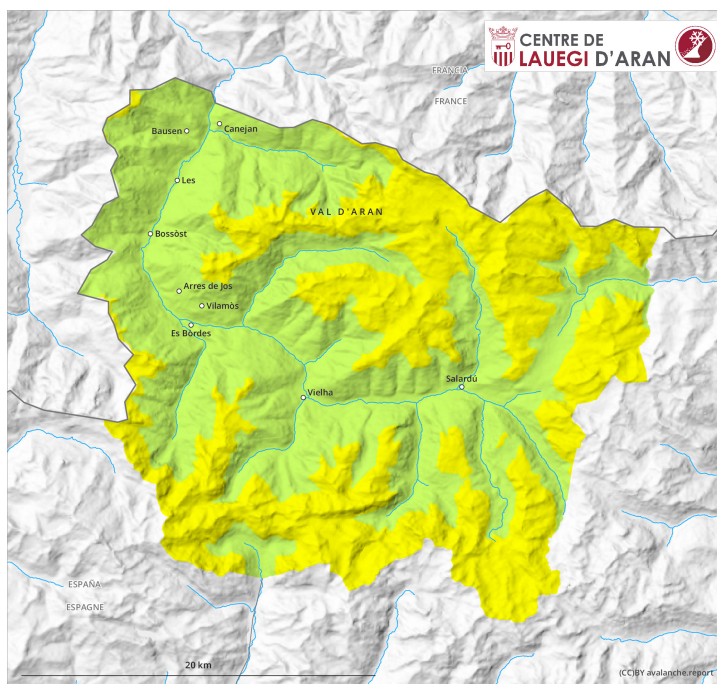 CENTRE DE
LAUEGI D'ARAN
FRANCIA
FRANCE
Bausen
Canejan
Les
VAL D'ARAN
Bossòst
Arres de Jos
Vilamòs
Es Bòrdes
Salardú
Vielha
ESPAÑA
ESPAGNE
20 km
(CC)BY avalanche.report